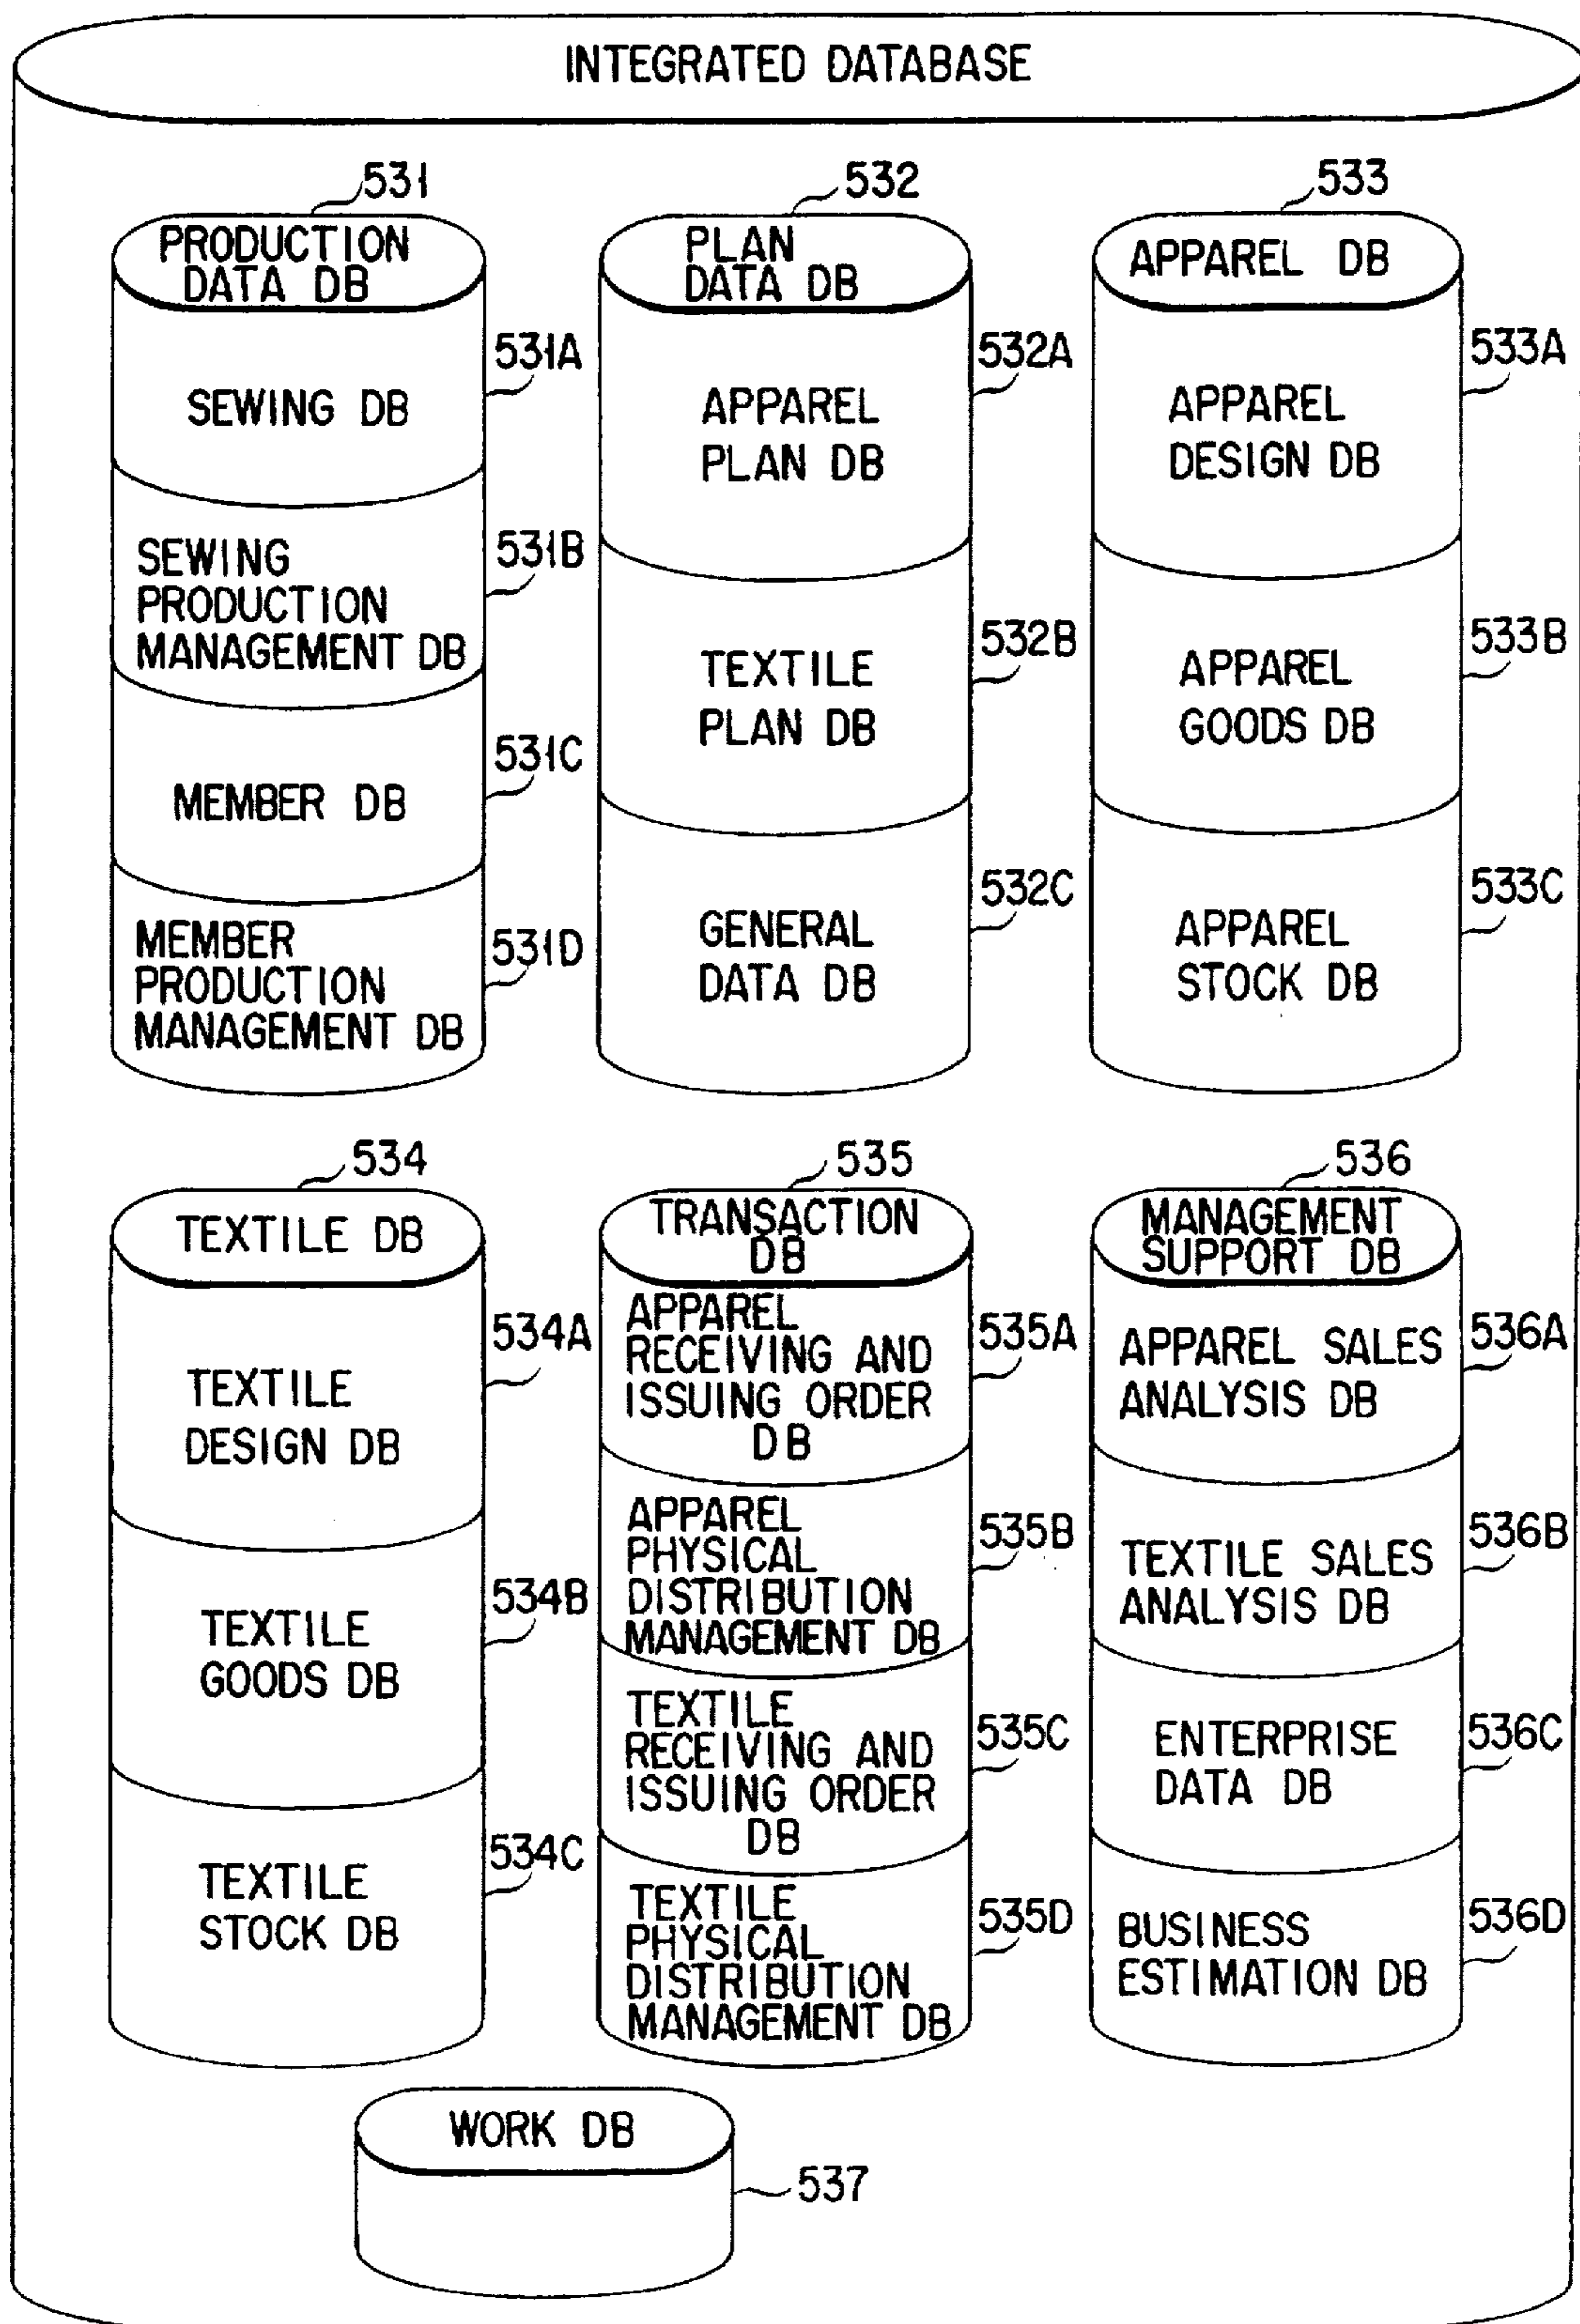 INTEGRATED DATABASE
531
PRODUCTION
DATA DB
531A
SEWING DB
531B
SEWING
PRODUCTION
MANAGEMENT DB
531C
MEMBER DB
531D
MEMBER
PRODUCTION
MANAGEMENT DB
532
PLAN
DATA DB
532A
APPAREL
PLAN DB
532B
TEXTILE
PLAN DB
532C
GENERAL
DATA DB
533
APPAREL DB
533A
APPAREL
DESIGN DB
533B
APPAREL
GOODS DB
533C
APPAREL
STOCK DB
534
TEXTILE DB
534A
TEXTILE
DESIGN DB
534B
TEXTILE
GOODS DB
534C
TEXTILE
STOCK DB
535
TRANSACTION
DB
535A
APPAREL
RECEIVING AND
ISSUING ORDER
DB
535B
APPAREL
PHYSICAL
DISTRIBUTION
MANAGEMENT DB
535C
TEXTILE
RECEIVING AND
ISSUING ORDER
DB
535D
TEXTILE
PHYSICAL
DISTRIBUTION
MANAGEMENT DB
536
MANAGEMENT
SUPPORT DB
536A
APPAREL SALES
ANALYSIS DB
536B
TEXTILE SALES
ANALYSIS DB
536C
ENTERPRISE
DATA DB
536D
BUSINESS
ESTIMATION DB
WORK DB
537